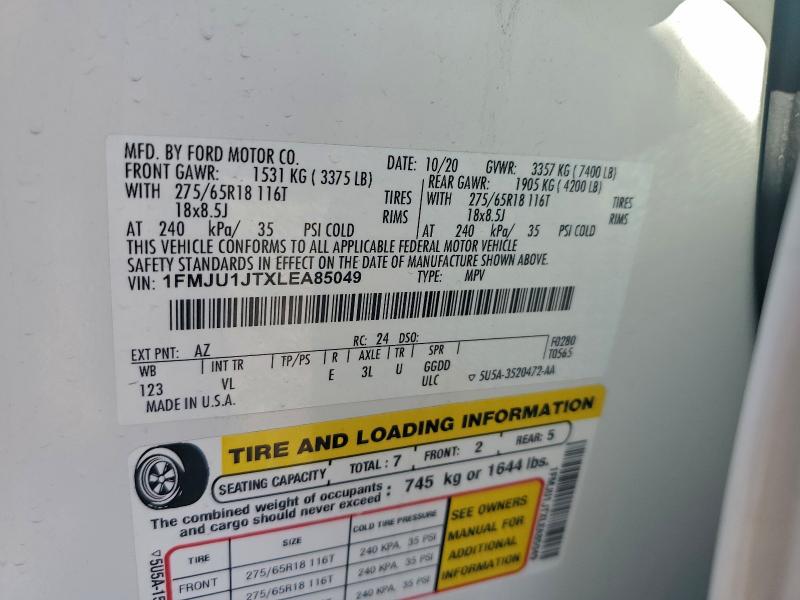 MFD. BY FORD MOTOR CO.
DATE: 10/20 GVWR: 3357 KG ( 7400 LB)
FRONT GAWR: 1531 KG ( 3375 LB) REAR GAWR: 1905 KG ( 4200 LB)
WITH 275/65R18 116T TIRES WITH 275/65R18 116T TIRES
18x8.5J RIMS 18x8.5J RIMS
AT 240 kPa/ 35 PSI COLD AT 240 kPa/ 35 PSI COLD
THIS VEHICLE CONFORMS TO ALL APPLICABLE FEDERAL MOTOR VEHICLE
SAFETY STANDARDS IN EFFECT ON THE DATE OF MANUFACTURE SHOWN ABOVE.
VIN: 1FMJU1JTXLEA85049 TYPE: MPV
EXT PNT: AZ RC: 24 DSO: F0280
WB INT TR TP/PS R AXLE TR SPR T0565
123 VL E 3L U GGDD
ULC 5U5A-3520472-AA
MADE IN U.S.A.
TIRE AND LOADING INFORMATION
SEATING CAPACITY TOTAL : 7 FRONT: 2 REAR: 5
The combined weight of occupants and cargo should never exceed : 745 kg or 1644 lbs.
TIRE SIZE COLD TIRE PRESSURE
FRONT 275/65R18 116T 240 KPA, 35 PSI
275/65R18 116T 240 KPA, 35 PSI
SEE OWNERS
MANUAL FOR
ADDITIONAL
INFORMATION